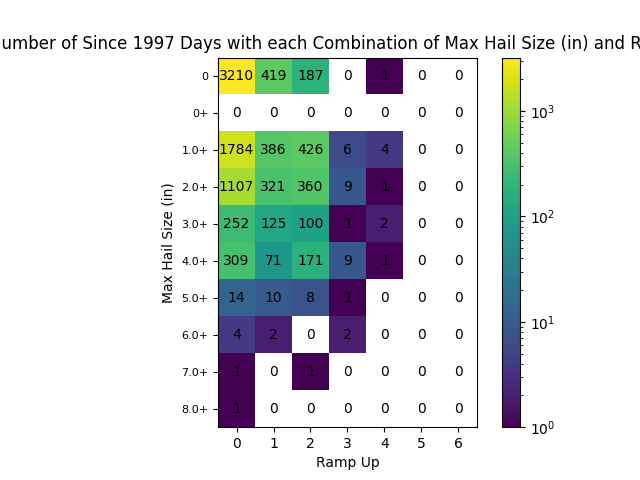 umber of Since 1997 Days with each Combination of Max Hail Size (in) and R
0 3210 419 187 0 1 0 0
0+ 0 0 0 0 0 0 0
1.0+ 1784 386 426 6 4 0 0
2.0+ 1107 321 360 9 1 0 0
3.0+ 252 125 100 1 2 0 0
4.0+ 309 71 171 9 1 0 0
5.0+ 14 10 8 1 0 0 0
6.0+ 4 2 0 2 0 0 0
7.0+ 1 0 1 0 0 0 0
8.0+ 1 0 0 0 0 0 0
0 1 2 3 4 5 6
Ramp Up
Max Hail Size (in)
10³
10²
10¹
10⁰